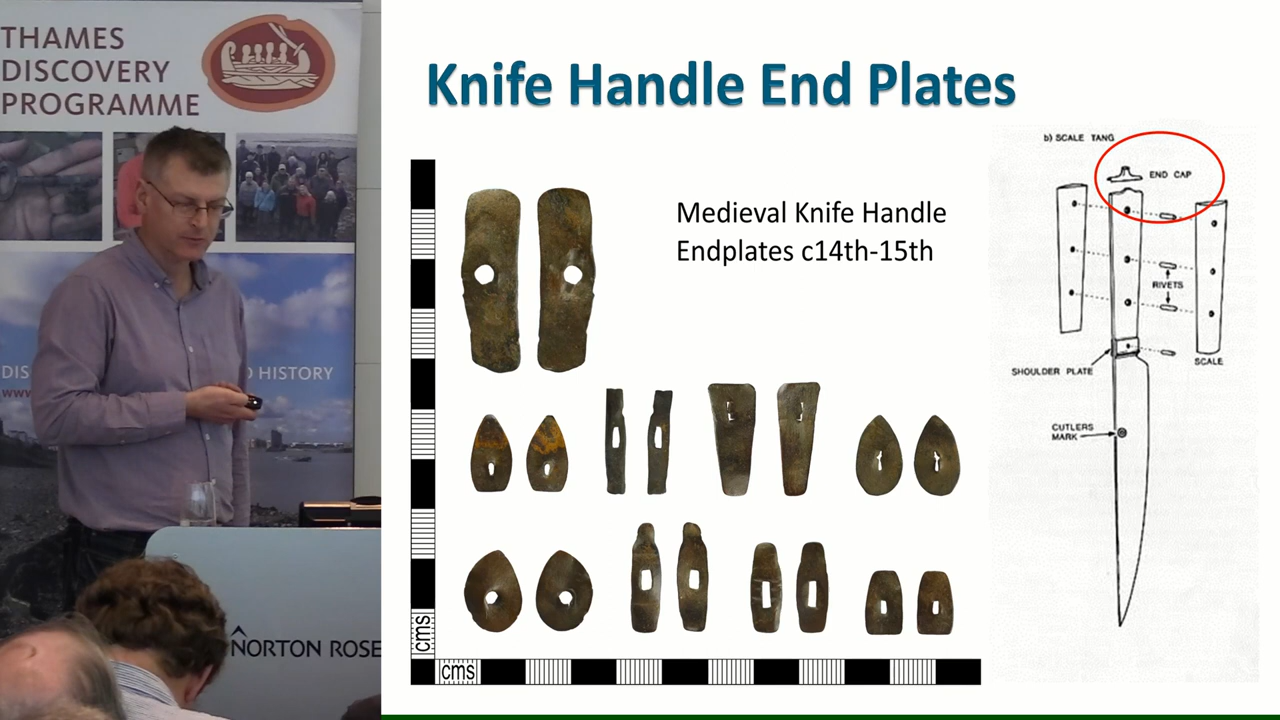 THAMES
DISCOVERY
PROGRAMME
HISTORY
NORTON ROSE
Knife Handle End Plates
Medieval Knife Handle
Endplates c14th-15th
cms
cms
b) SCALE TANG
END CAP
RIVETS
SHOULDER PLATE
SCALE
CUTLERS
MARK